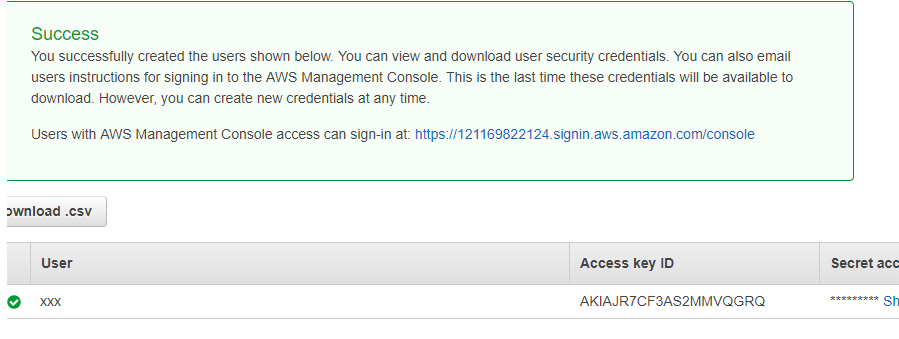 Success
You successfully created the users shown below. You can view and download user security credentials. You can also email
users instructions for signing in to the AWS Management Console. This is the last time these credentials will be available to
download. However, you can create new credentials at any time.
Users with AWS Management Console access can sign-in at: https://121169822124.signin.aws.amazon.com/console
ownload .csv
User Access key ID Secret acc
xxx AKIAJR7CF3AS2MMVQGRQ ********* Sh